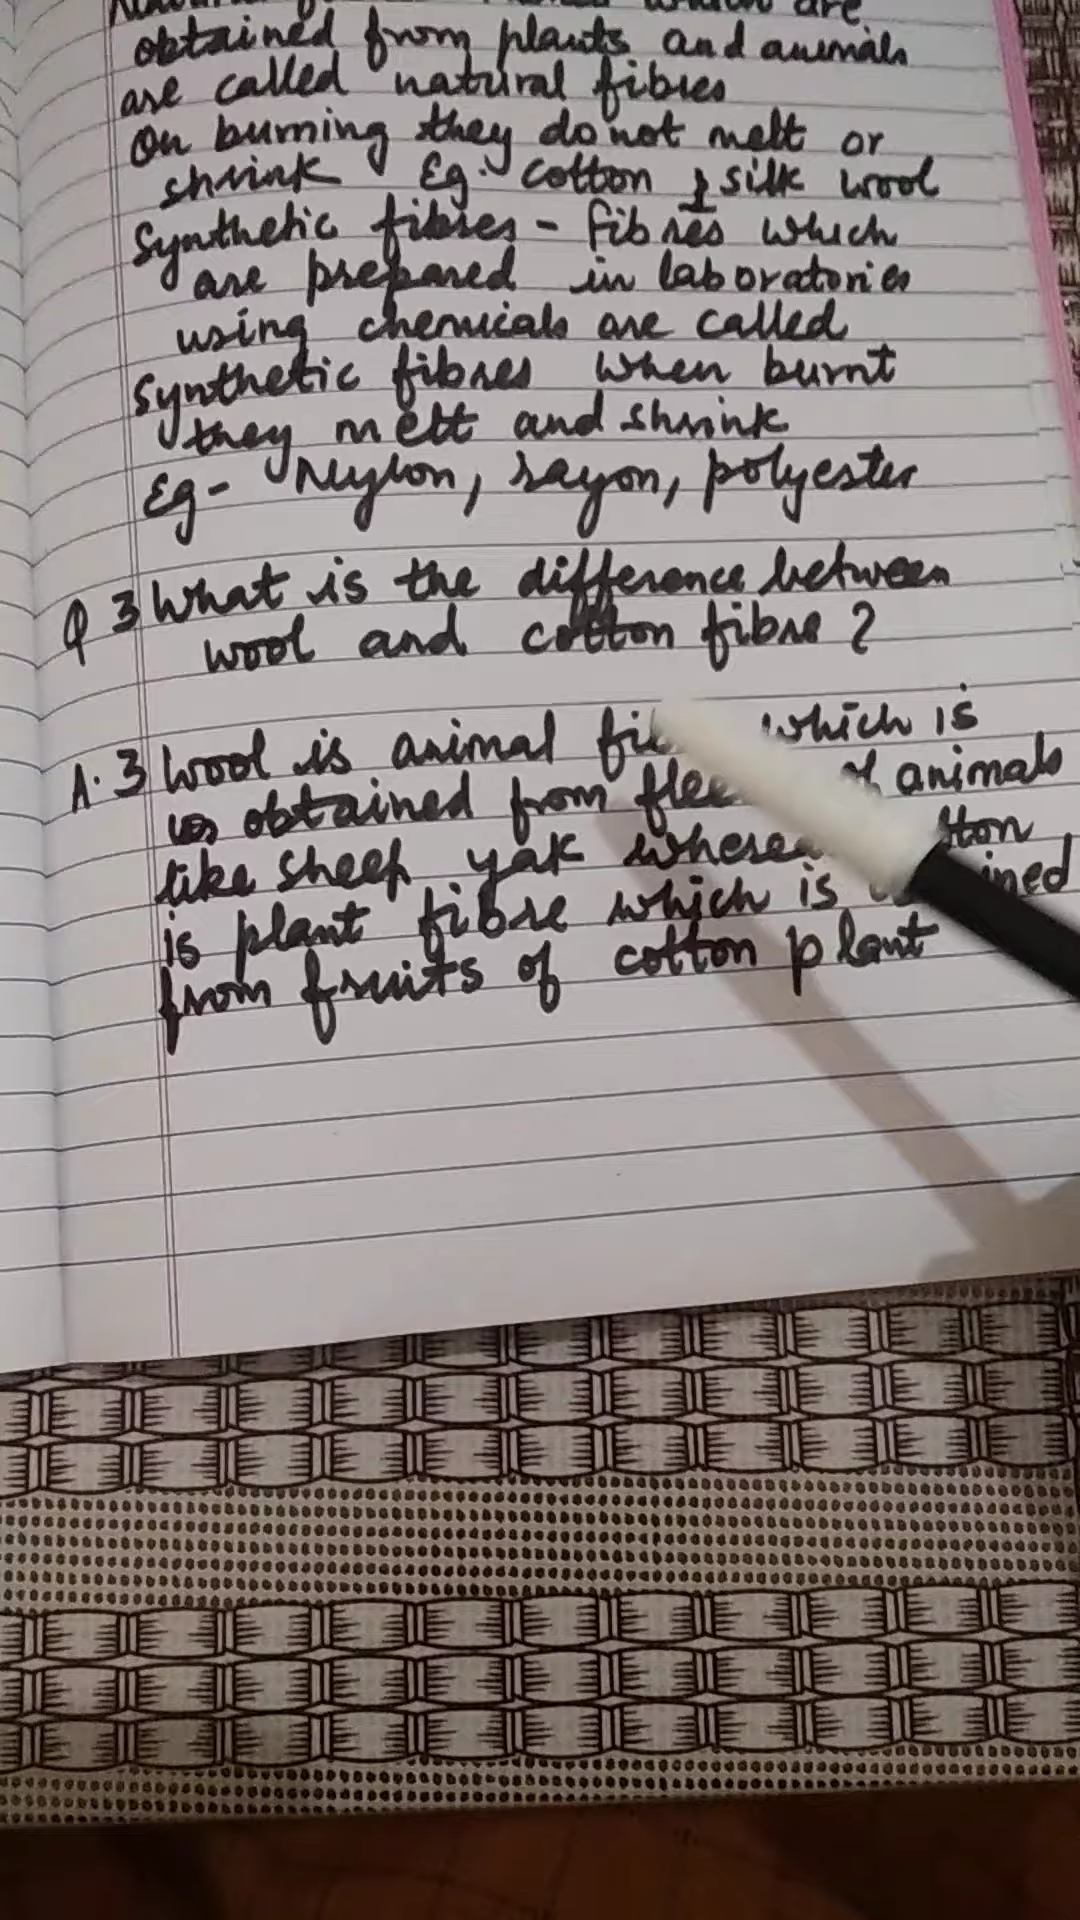 which are
obtained from plants and animals
are called natural fibres
On burning they do not melt or
shrink Eg. cotton, silk wool
Synthetic fibres - fibres which
are prepared in laboratories
using chemicals are called
synthetic fibres when burnt
they melt and shrink
Eg- Nylon, rayon, polyester
Q 3 What is the difference between
wool and cotton fibre ?
A. 3 Wool is animal which is
is obtained from of animals
like sheep yak
is plant fibre which is
from fruits of cotton plant